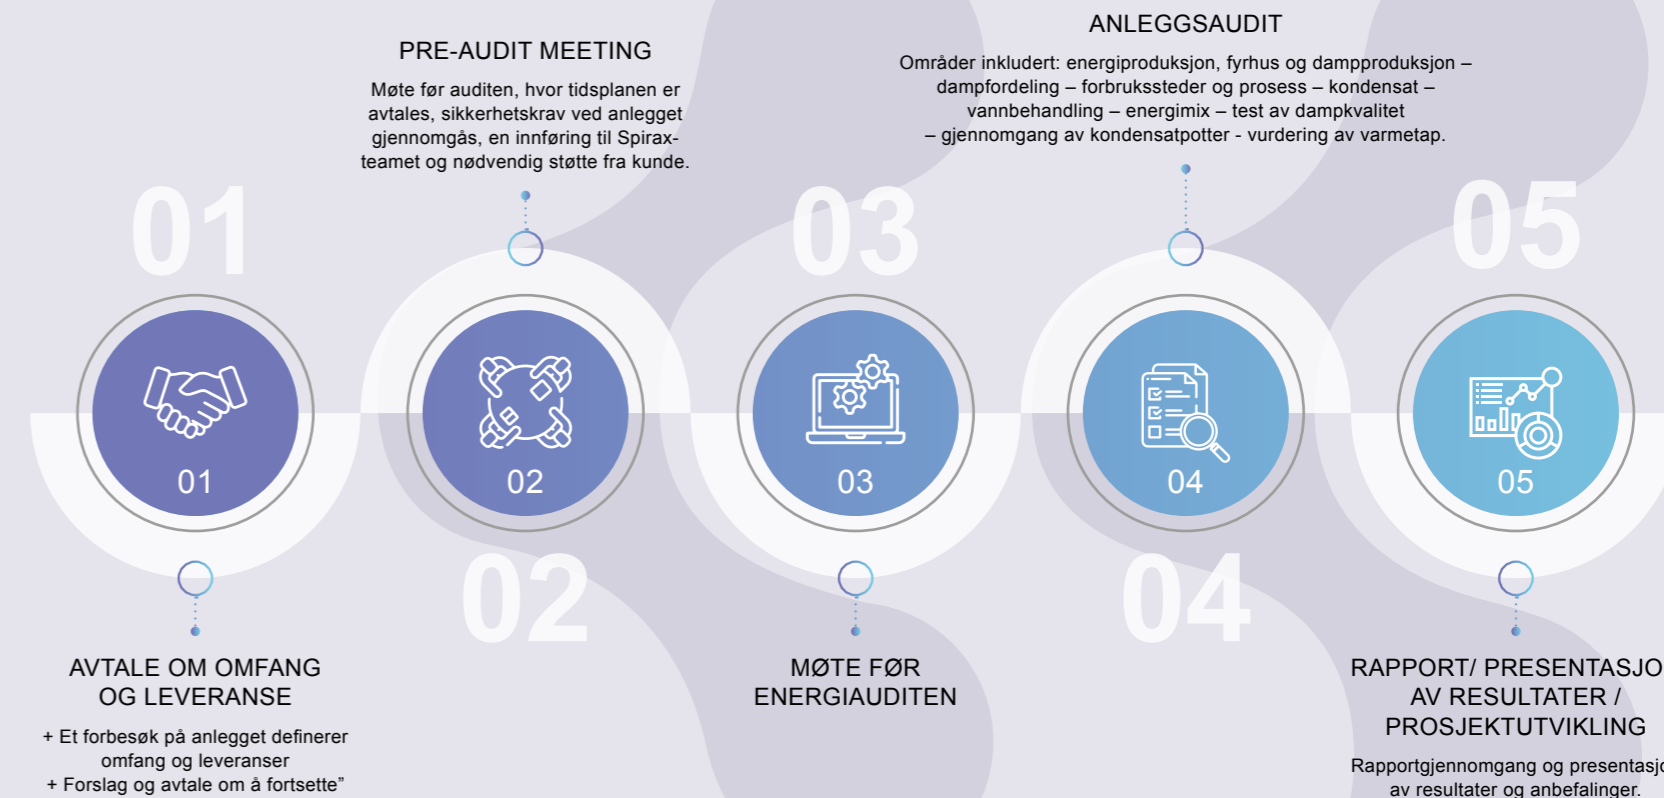 01
01
AVTALE OM OMFANG
OG LEVERANSE
+ Et forbesøk på anlegget definerer
omfang og leveranser
+ Forslag og avtale om å fortsette”
PRE-AUDIT MEETING
Møte før auditen, hvor tidsplanen er
avtales, sikkerhetskrav ved anlegget
gjennomgås, en innføring til Spirax-
teamet og nødvendig støtte fra kunde.
02
02
03
03
MØTE FØR
ENERGIAUDITEN
ANLEGGSAUDIT
Områder inkludert: energiproduksjon, fyrhus og dampproduksjon –
dampfordeling – forbrukssteder og prosess – kondensat –
vannbehandling – energimix – test av dampkvalitet
– gjennomgang av kondensatpotter - vurdering av varmetap.
04
04
05
05
RAPPORT/ PRESENTASJO
AV RESULTATER /
PROSJEKTUTVIKLING
Rapportgjennomgang og presentasjo
av resultater og anbefalinger.